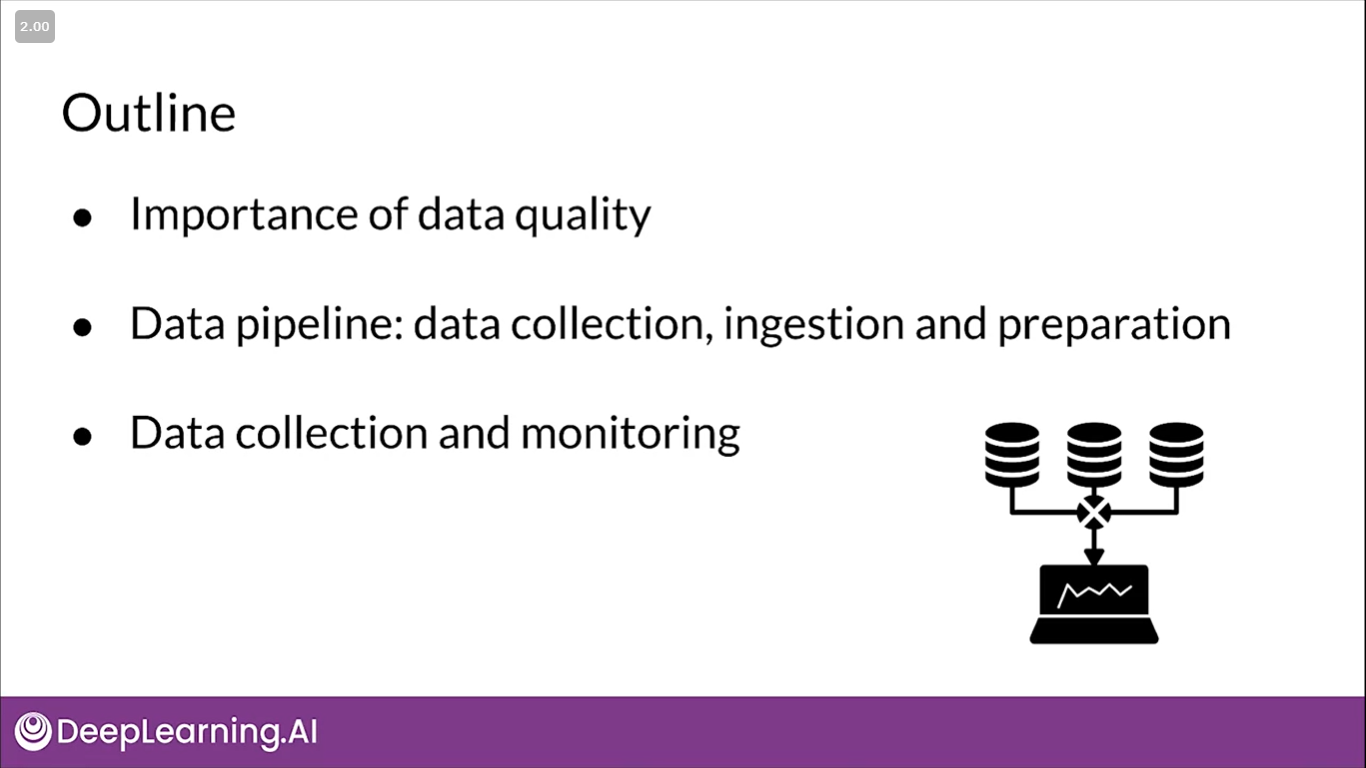 2.00
Outline
● Importance of data quality
● Data pipeline: data collection, ingestion and preparation
● Data collection and monitoring
DeepLearning.AI